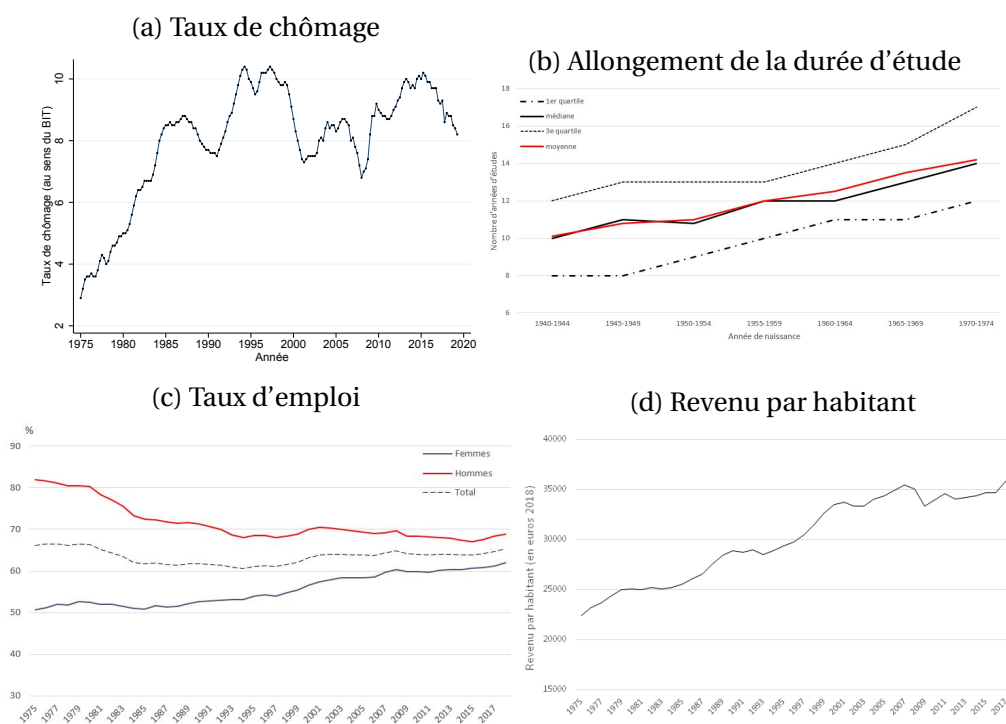 (a) Taux de chômage
Taux de chômage (au sens du BIT)
10
8
6
4
2
1975 1980 1985 1990 1995 2000 2005 2010 2015 2020
Année
(b) Allongement de la durée d'étude
18
16
14
12
10
8
6
Nombre d'années d'études
1er quartile
médiane
3e quartile
moyenne
1940-1944 1945-1949 1950-1954 1955-1959 1960-1964 1965-1969 1970-1974
Année de naissance
(c) Taux d'emploi
%
90
80
70
60
50
40
30
Femmes
Hommes
Total
1975 1977 1979 1981 1983 1985 1987 1989 1991 1993 1995 1997 1999 2001 2003 2005 2007 2009 2011 2013 2015 2017
(d) Revenu par habitant
Revenu par habitant (en euros 2018)
40000
35000
30000
25000
20000
15000
1975 1977 1979 1981 1983 1985 1987 1989 1991 1993 1995 1997 1999 2001 2003 2005 2007 2009 2011 2013 2015 2017